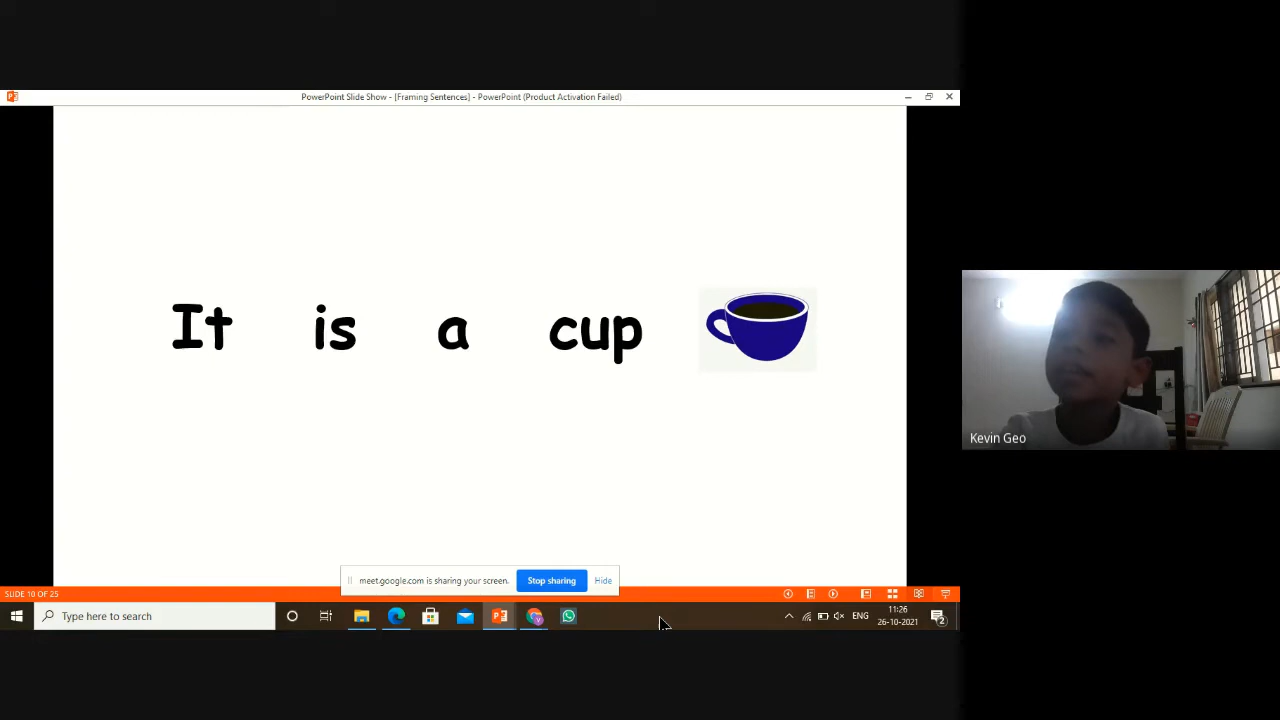 PowerPoint Slide Show - [Framing Sentences] - PowerPoint (Product Activation Failed)
It is a cup
Kevin Geo
meet.google.com is sharing your screen. Stop sharing Hide
SLIDE 10 OF 25
Type here to search
ENG
11:26
26-10-2021
2